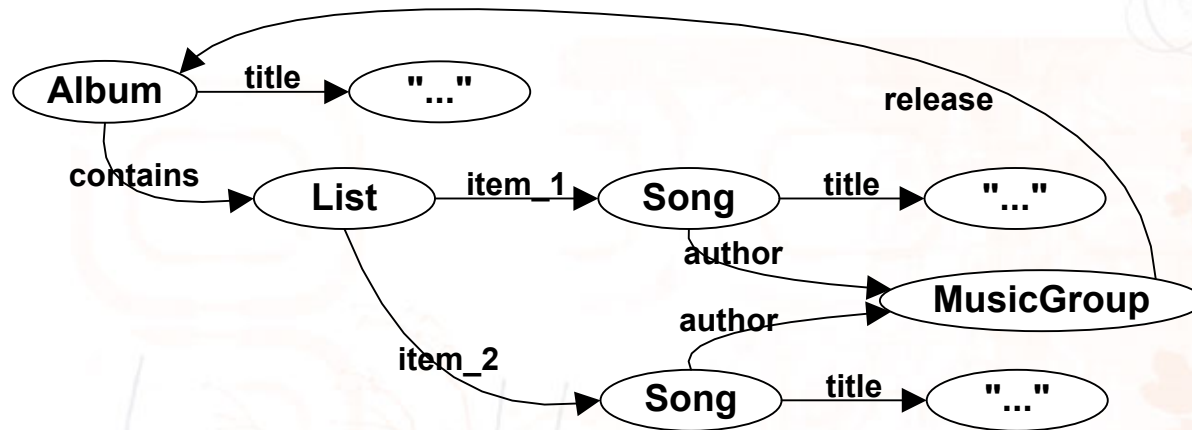 Album
title
"..."
release
contains
List
item_1
Song
title
"..."
author
MusicGroup
author
item_2
Song
title
"..."